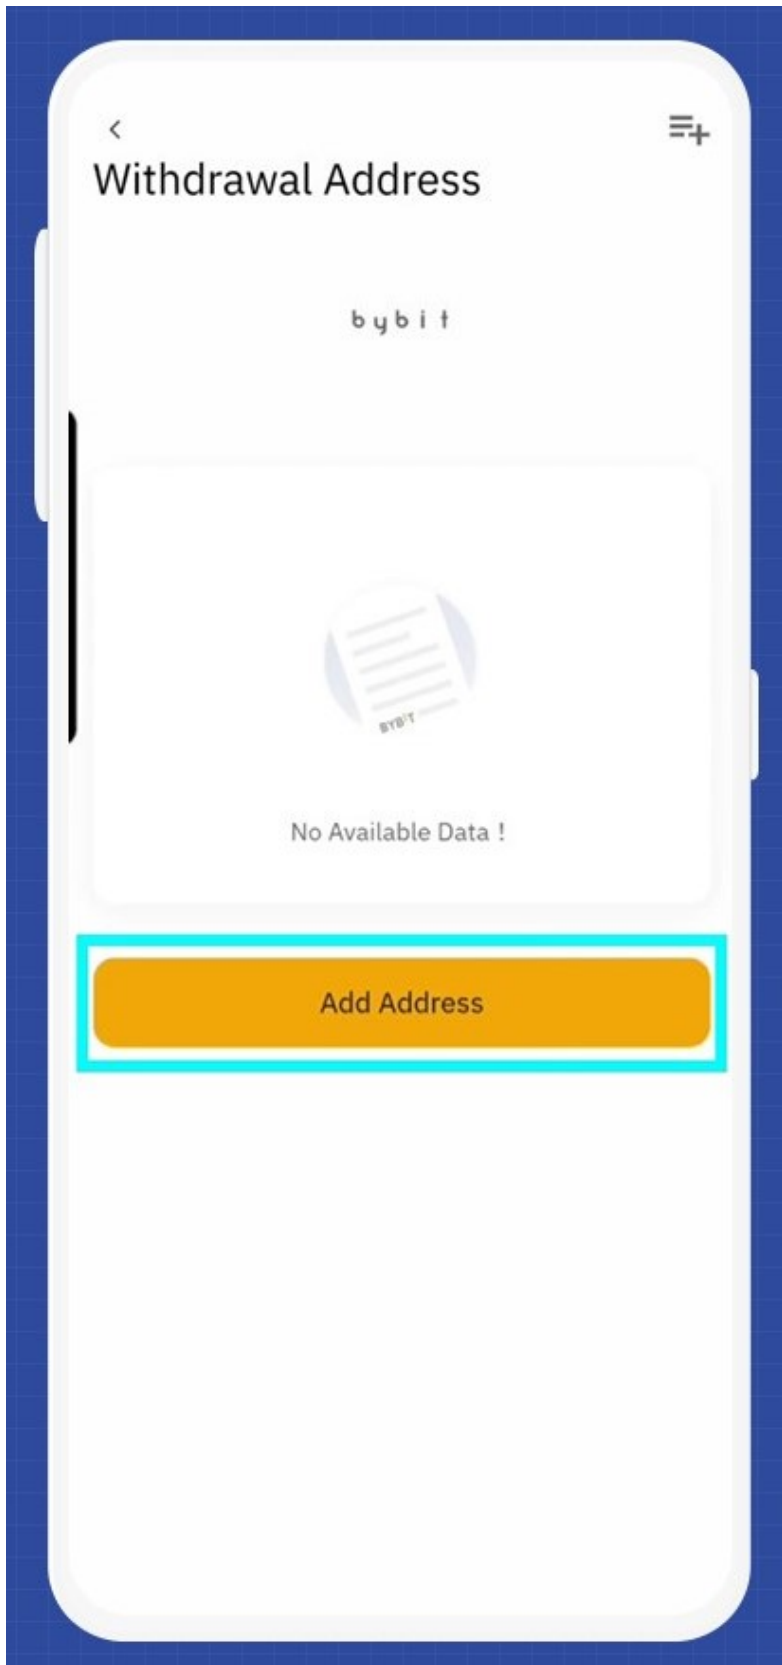 Withdrawal Address
bybit
BYBIT
No Available Data !
Add Address